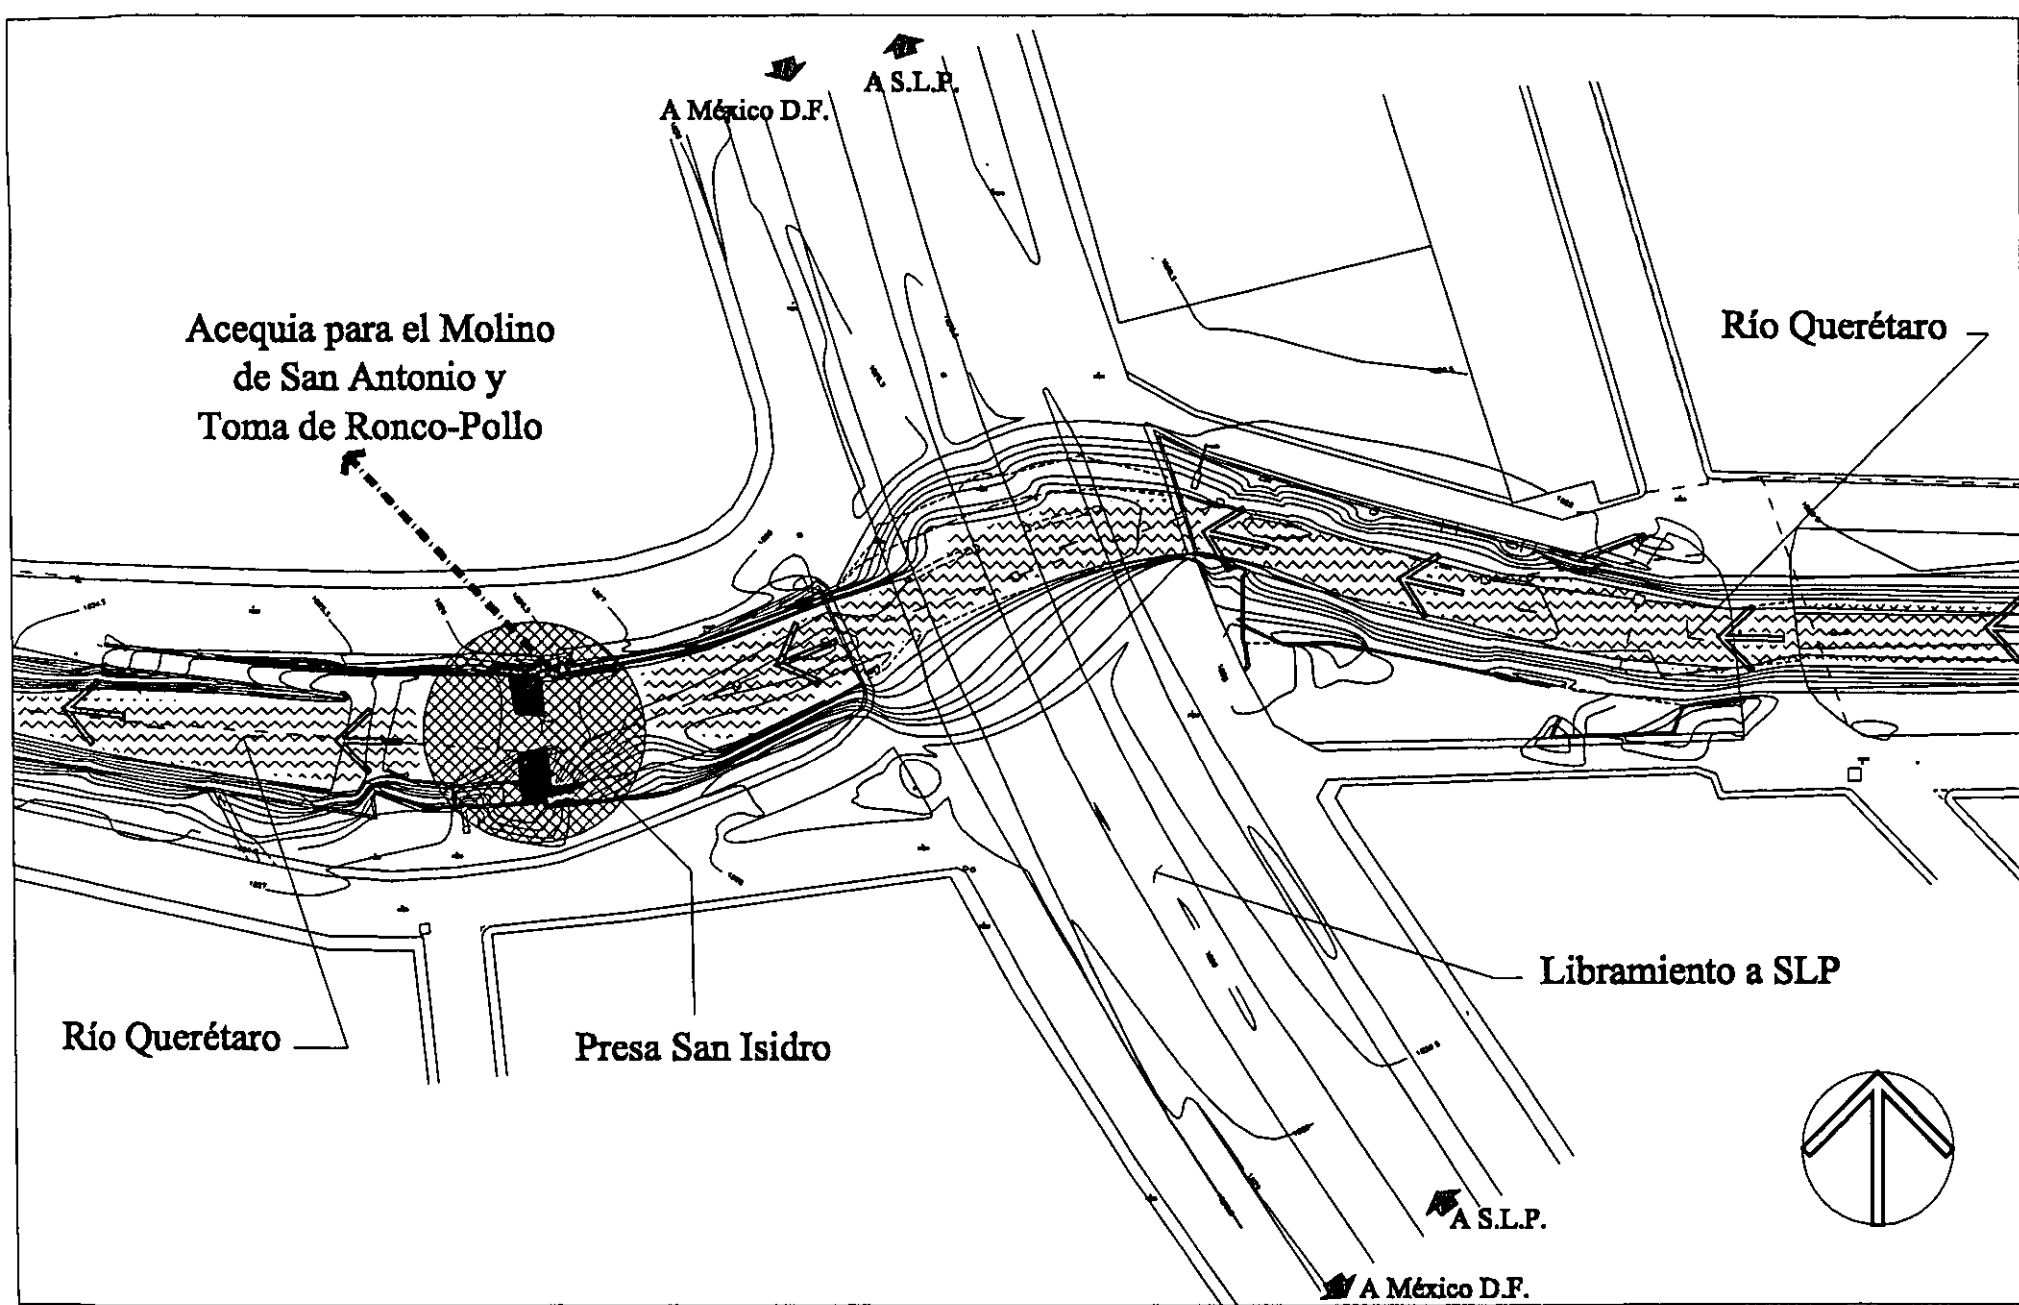 A México D.F.
A S.L.P.
Acequia para el Molino
de San Antonio y
Toma de Ronco-Pollo
Río Querétaro
Río Querétaro
Presa San Isidro
Libramiento a SLP
A S.L.P.
A México D.F.